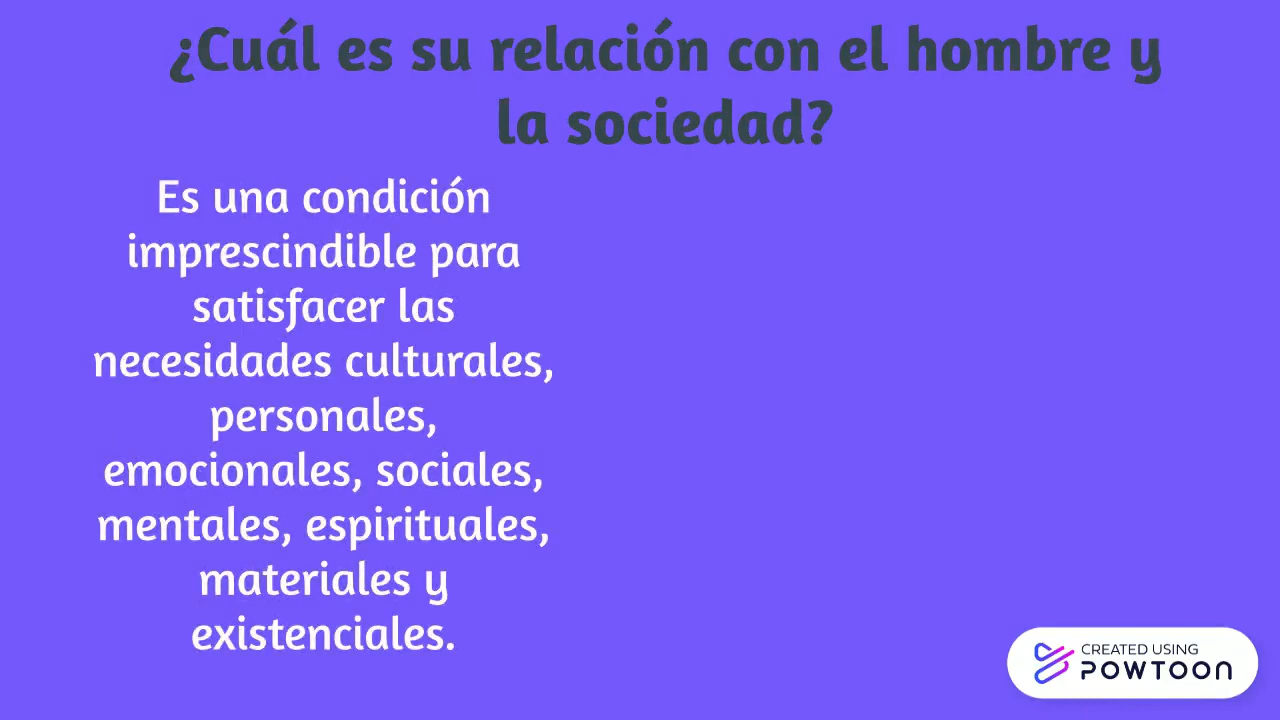 ¿Cuál es su relación con el hombre y
la sociedad?
Es una condición
imprescindible para
satisfacer las
necesidades culturales,
personales,
emocionales, sociales,
mentales, espirituales,
materiales y
existenciales.
CREATED USING
POWTOON